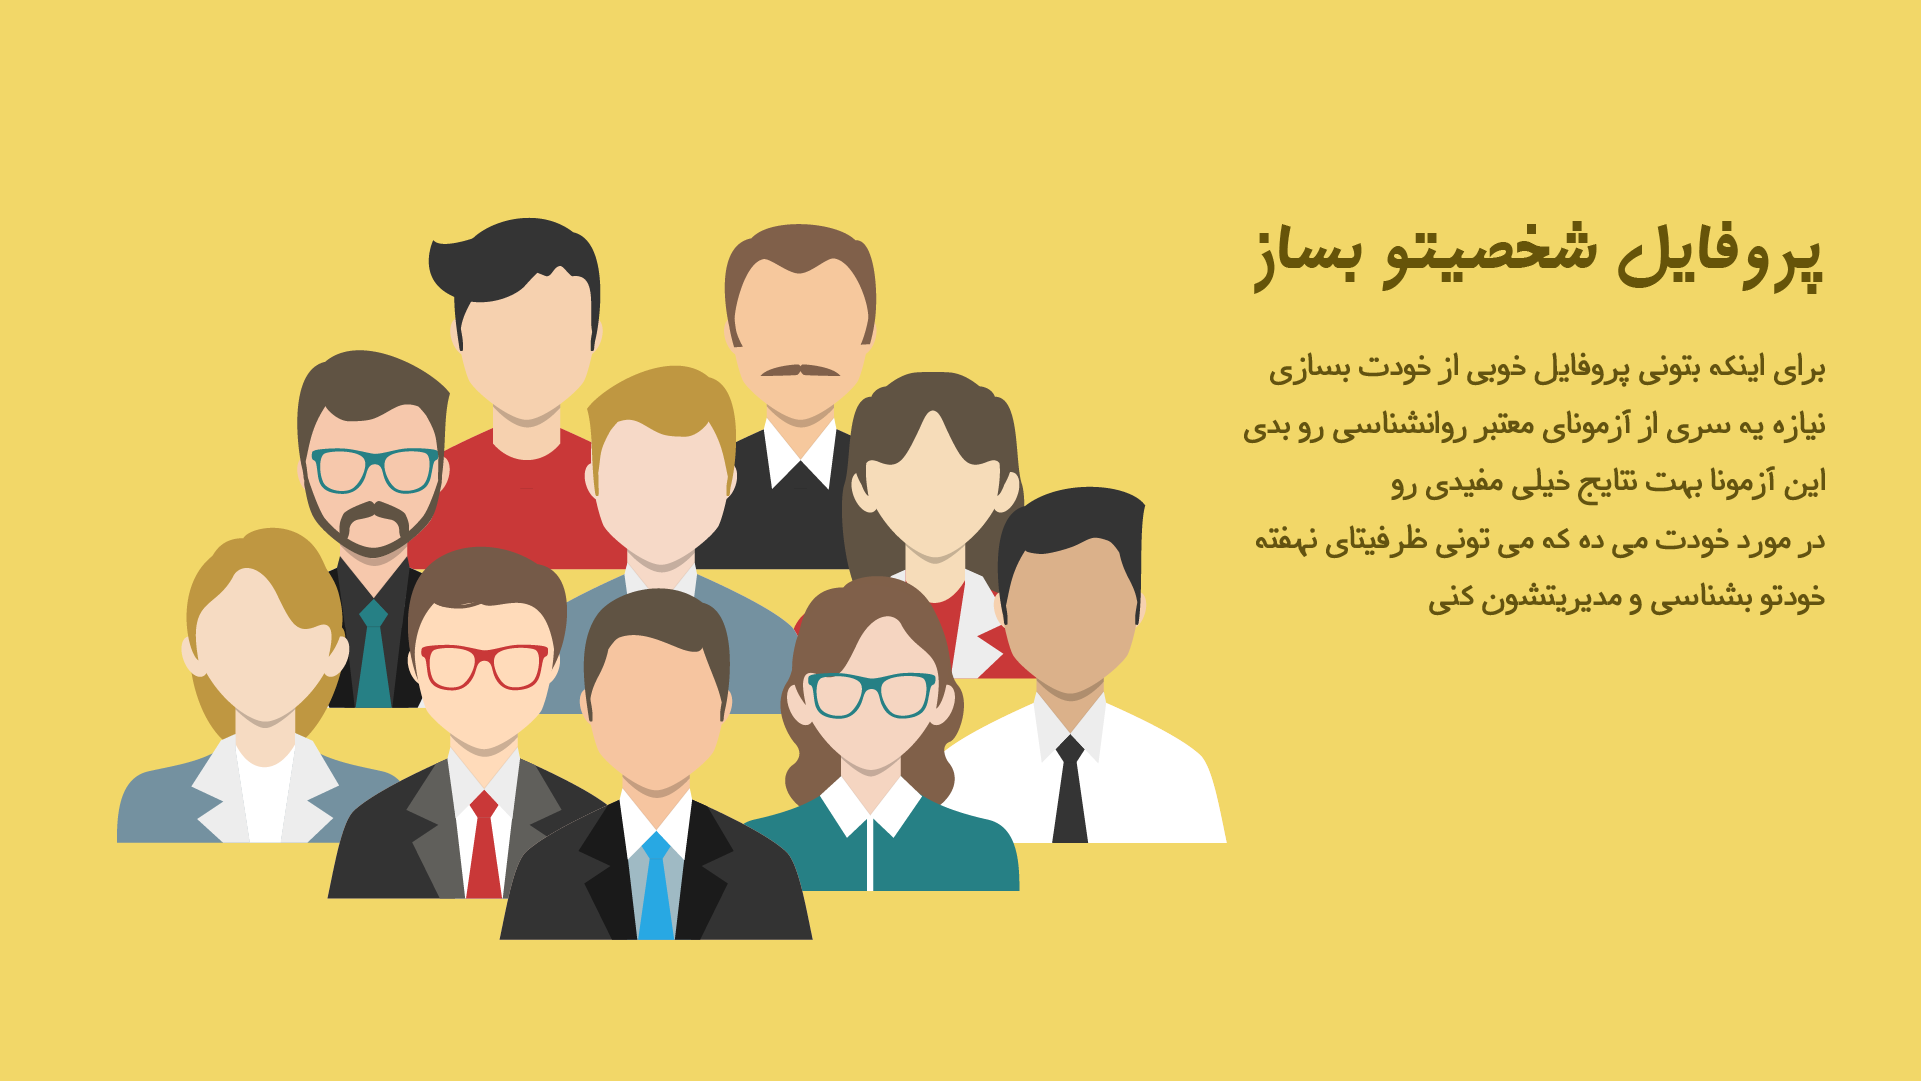 پروفایل شخصیتو بساز
برای اینکه بتونی پروفایل خوبی از خودت بسازی
نیازه یه سری از آزمونای معتبر روانشناسی رو بدی
این آزمونا بهت نتایج خیلی مفیدی رو
در مورد خودت می ده که می تونی ظرفیتای نهفته
خودتو بشناسی و مدیریتشون کنی